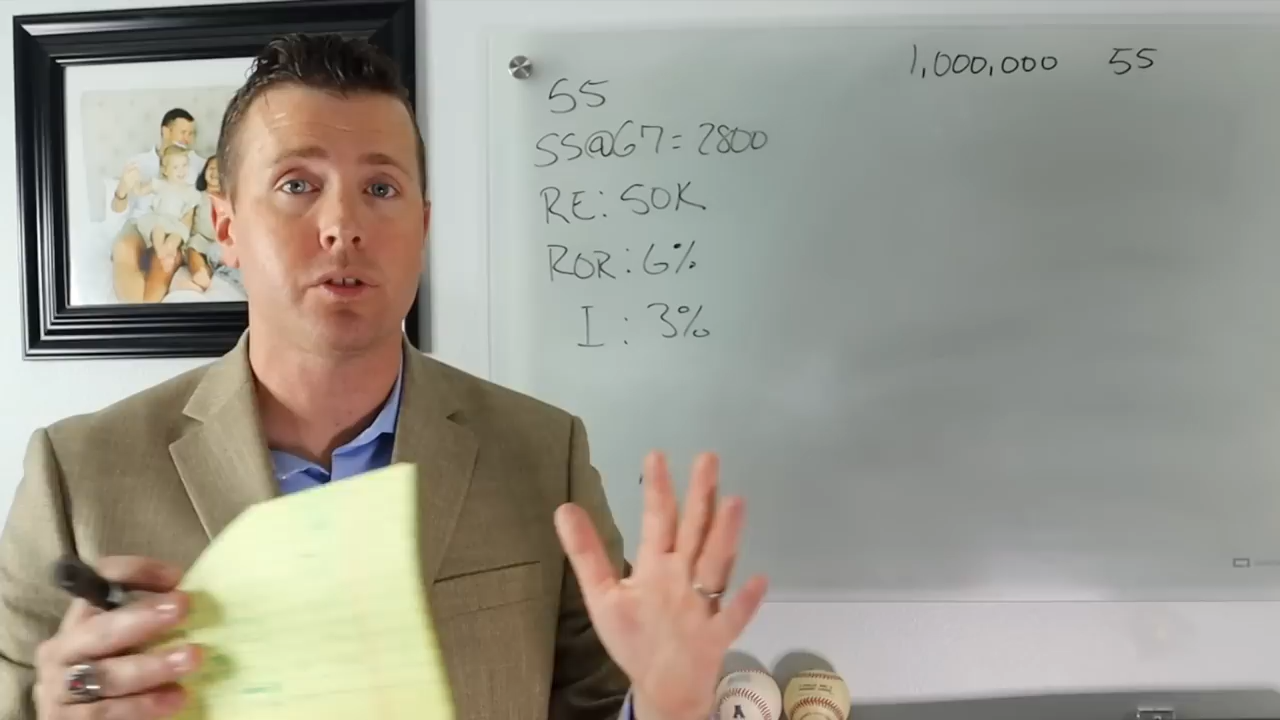 55
SS@67=2800
RE: 50K
ROR: 6%
I: 3%
1,000,000 55
A